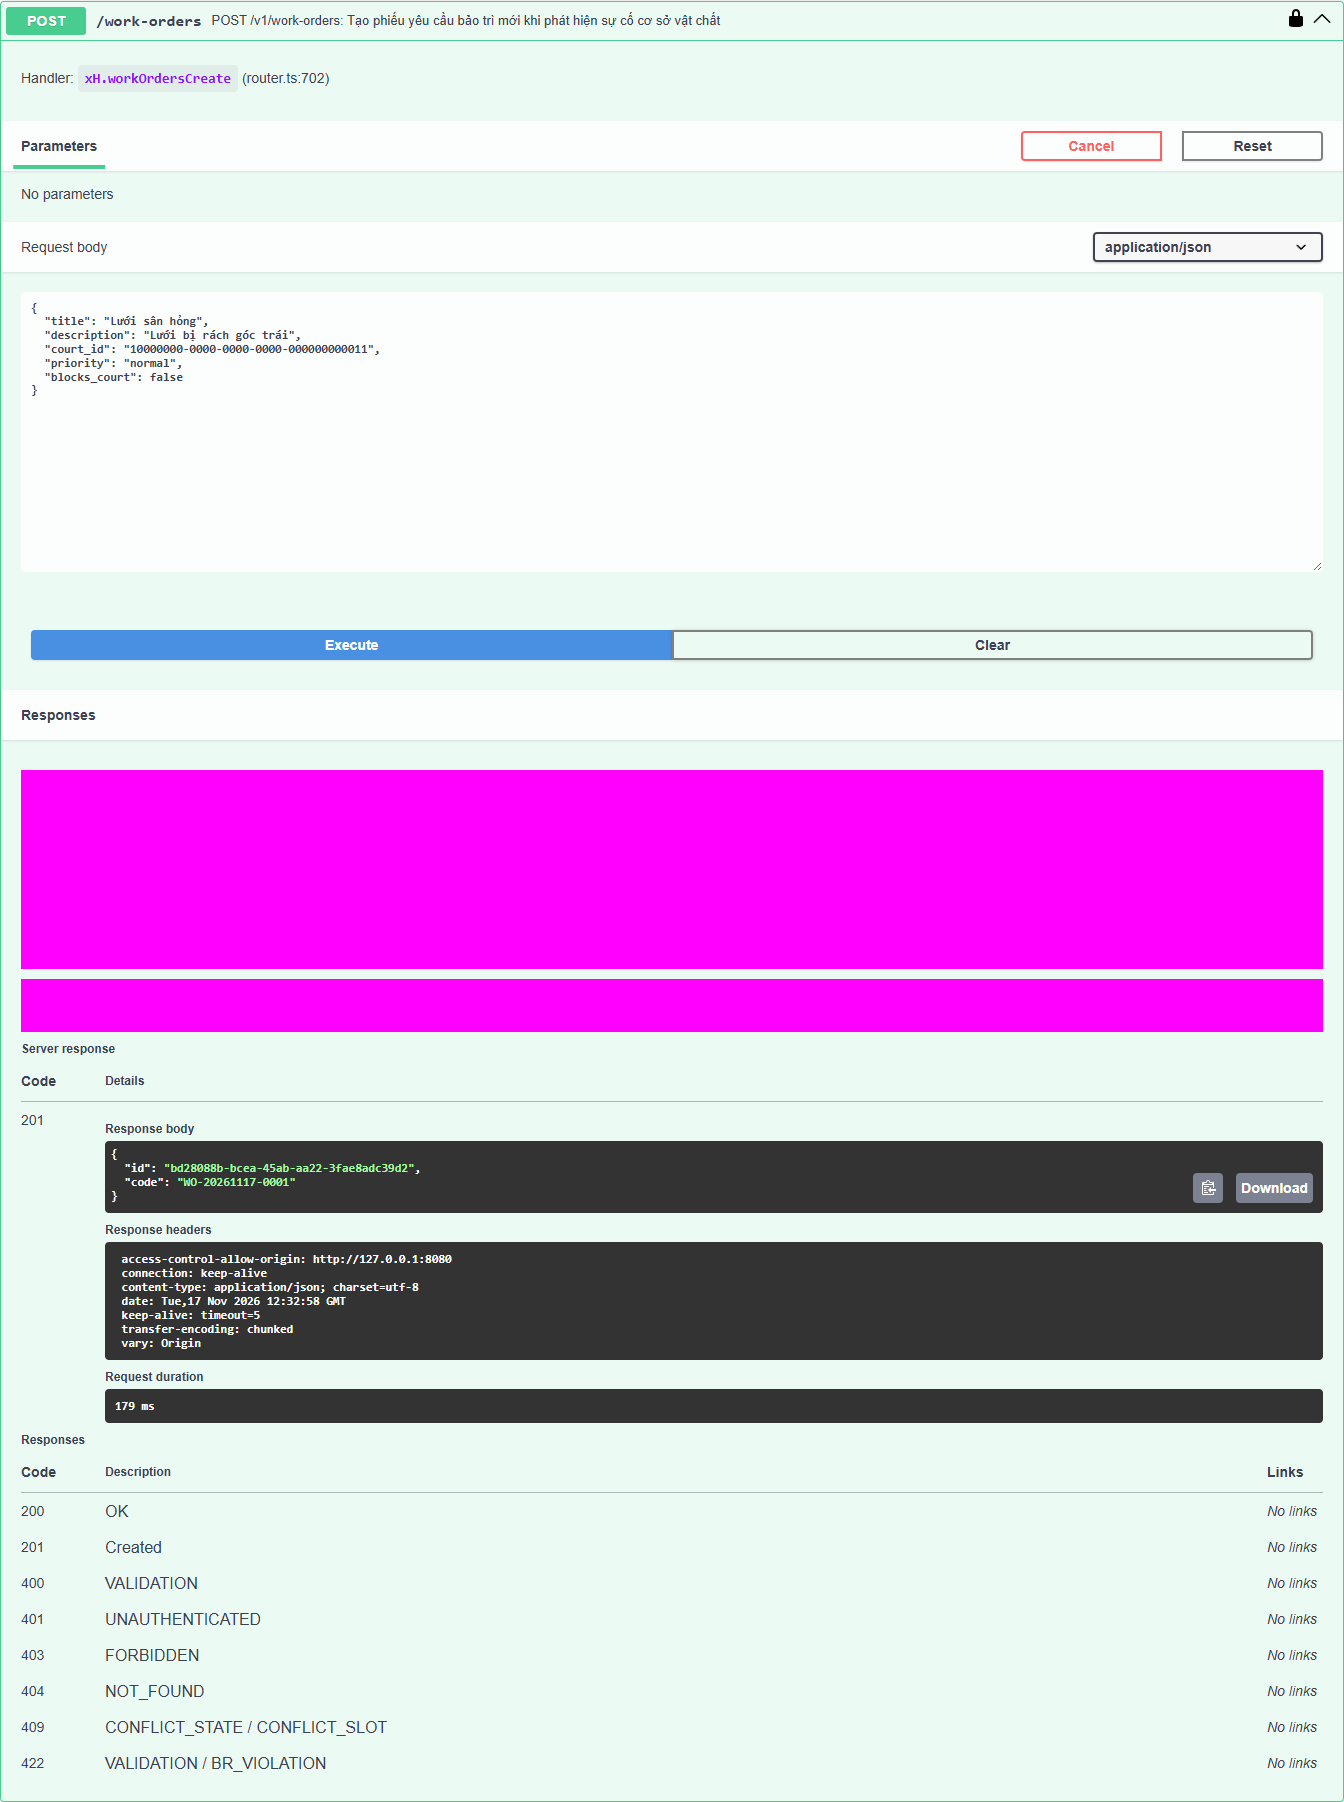 POST /work-orders POST /v1/work-orders: Tạo phiếu yêu cầu bảo trì mới khi phát hiện sự cố cơ sở vật chất
Handler: xH.workOrdersCreate (router.ts:702)
Parameters Cancel Reset
No parameters
Request body application/json
{
"title": "Lưới sân hỏng",
"description": "Lưới bị rách góc trái",
"court_id": "10000000-0000-0000-0000-000000000011",
"priority": "normal",
"blocks_court": false
}
Execute Clear
Responses
Server response
Code Details
201
Response body
{
"id": "bd28088b-bcea-45ab-aa22-3fae8adc39d2",
"code": "WO-20261117-0001"
}
Download
Response headers
access-control-allow-origin: http://127.0.0.1:8080
connection: keep-alive
content-type: application/json; charset=utf-8
date: Tue,17 Nov 2026 12:32:58 GMT
keep-alive: timeout=5
transfer-encoding: chunked
vary: Origin
Request duration
179 ms
Responses
Code Description Links
200 OK No links
201 Created No links
400 VALIDATION No links
401 UNAUTHENTICATED No links
403 FORBIDDEN No links
404 NOT_FOUND No links
409 CONFLICT_STATE / CONFLICT_SLOT No links
422 VALIDATION / BR_VIOLATION No links